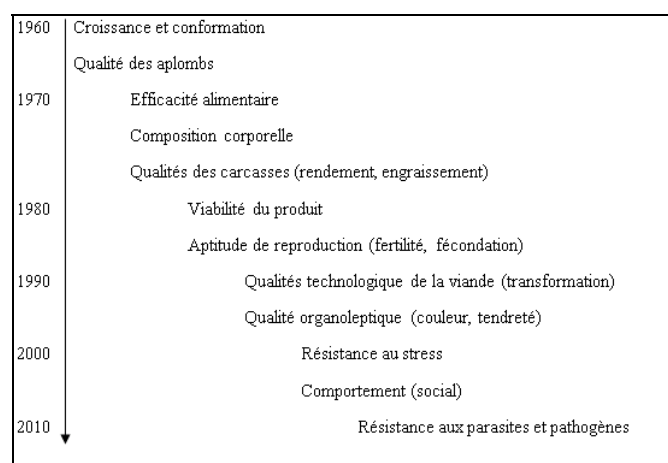 1960 Croissance et conformation
Qualité des aplombs
1970 Efficacité alimentaire
Composition corporelle
Qualités des carcasses (rendement, engraissement)
1980 Viabilité du produit
Aptitude de reproduction (fertilité, fécondation)
1990 Qualités technologique de la viande (transformation)
Qualité organoleptique (couleur, tendreté)
2000 Résistance au stress
Comportement (social)
2010 Résistance aux parasites et pathogènes